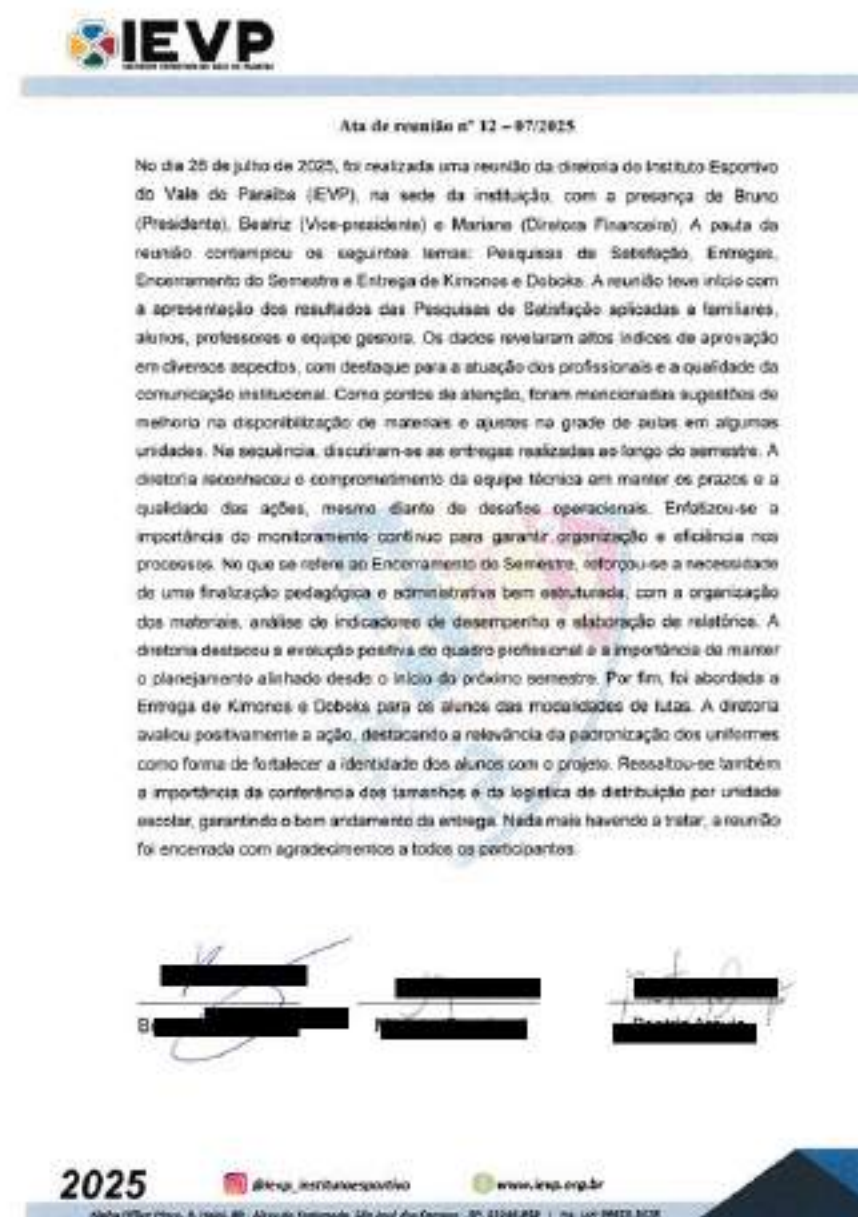 IEVP
Ata de reunião nº 12 – 07/2025
No dia 26 de julho de 2025, foi realizada uma reunião da diretoria do Instituto Esportivo
do Vale do Paraíba (IEVP), na sede da instituição, com a presença de Bruno
(Presidente), Beatriz (Vice-presidente) e Mariane (Diretora Financeira). A pauta da
reunião contemplou os seguintes temas: Pesquisas de Satisfação, Entregas,
Encerramento do Semestre e Entrega de Kimonos e Doboks. A reunião teve início com
a apresentação dos resultados das Pesquisas de Satisfação aplicadas a familiares,
alunos, professores e equipe gestora. Os dados revelaram altos índices de aprovação
em diversos aspectos, com destaque para a atuação dos profissionais e a qualidade da
comunicação institucional. Como pontos de atenção, foram mencionadas sugestões de
melhoria na disponibilização de materiais e ajustes na grade de aulas em algumas
unidades. Na sequência, discutiram-se as entregas realizadas ao longo do semestre. A
diretoria reconheceu o comprometimento da equipe técnica em manter os prazos e a
qualidade das ações, mesmo diante de desafios operacionais. Enfatizou-se a
importância do monitoramento contínuo para garantir organização e eficiência nos
processos. No que se refere ao Encerramento do Semestre, reforçou-se a necessidade
de uma finalização pedagógica e administrativa bem estruturada, com a organização
dos materiais, análise de indicadores de desempenho e elaboração de relatórios. A
diretoria destacou a evolução positiva do quadro profissional e a importância de manter
o planejamento alinhado desde o início do próximo semestre. Por fim, foi abordada a
Entrega de Kimonos e Doboks para os alunos das modalidades de lutas. A diretoria
avaliou positivamente a ação, destacando a relevância da padronização dos uniformes
como forma de fortalecer a identidade dos alunos com o projeto. Ressaltou-se também
a importância da conferência dos tamanhos e da logística de distribuição por unidade
escolar, garantindo o bom andamento da entrega. Nada mais havendo a tratar, a reunião
foi encerrada com agradecimentos a todos os participantes.
2025 @ievp_institutoesportivo www.ievp.org.br